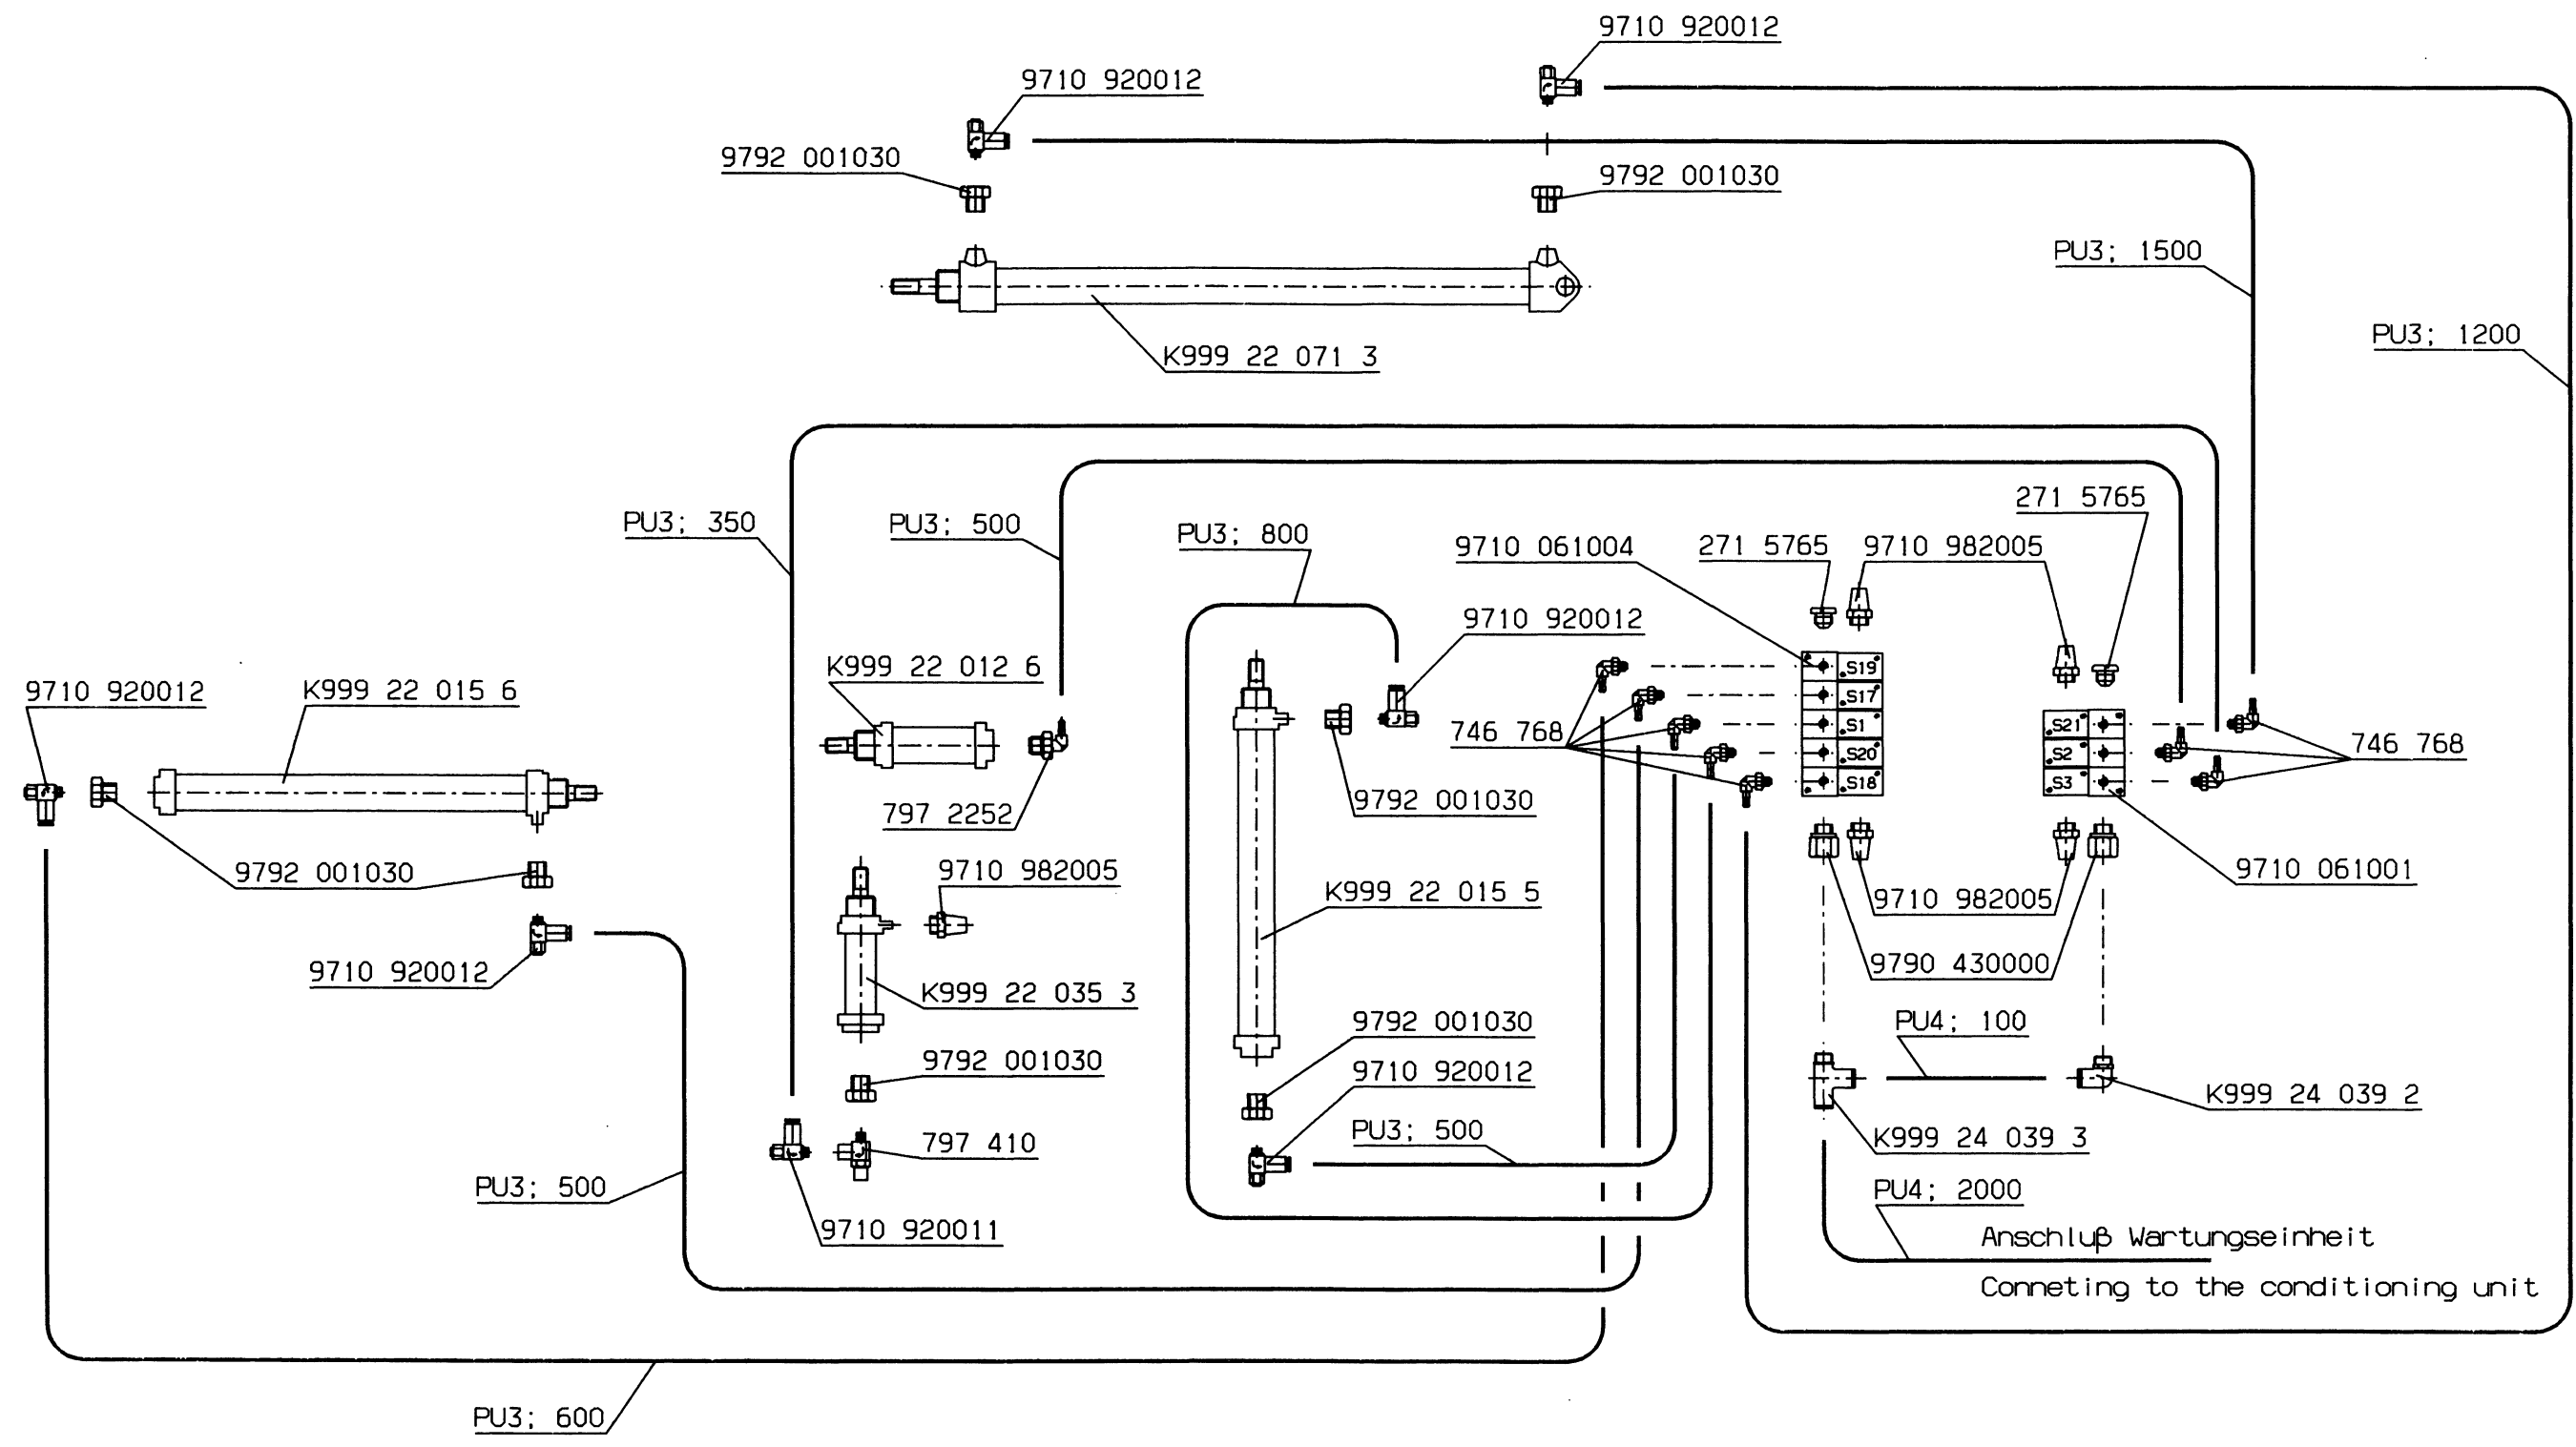 9710 920012
9710 920012
9792 001030
9792 001030
PU3; 1500
PU3; 1200
K999 22 071 3
271 5765
PU3; 350
PU3; 500
PU3; 800
9710 061004
271 5765
9710 982005
9710 920012
K999 22 012 6
S19
9710 920012
K999 22 015 6
S17
S1
S21
746 768
746 768
S20
S2
S18
S3
9792 001030
797 2252
9792 001030
9710 982005
9710 061001
K999 22 015 5
9710 982005
9710 920012
9790 430000
K999 22 035 3
9792 001030
PU4; 100
9792 001030
9710 920012
K999 24 039 2
797 410
PU3; 500
K999 24 039 3
PU3; 500
PU4; 2000
9710 920011
Anschluß Wartungseinheit
Conneting to the conditioning unit
PU3; 600